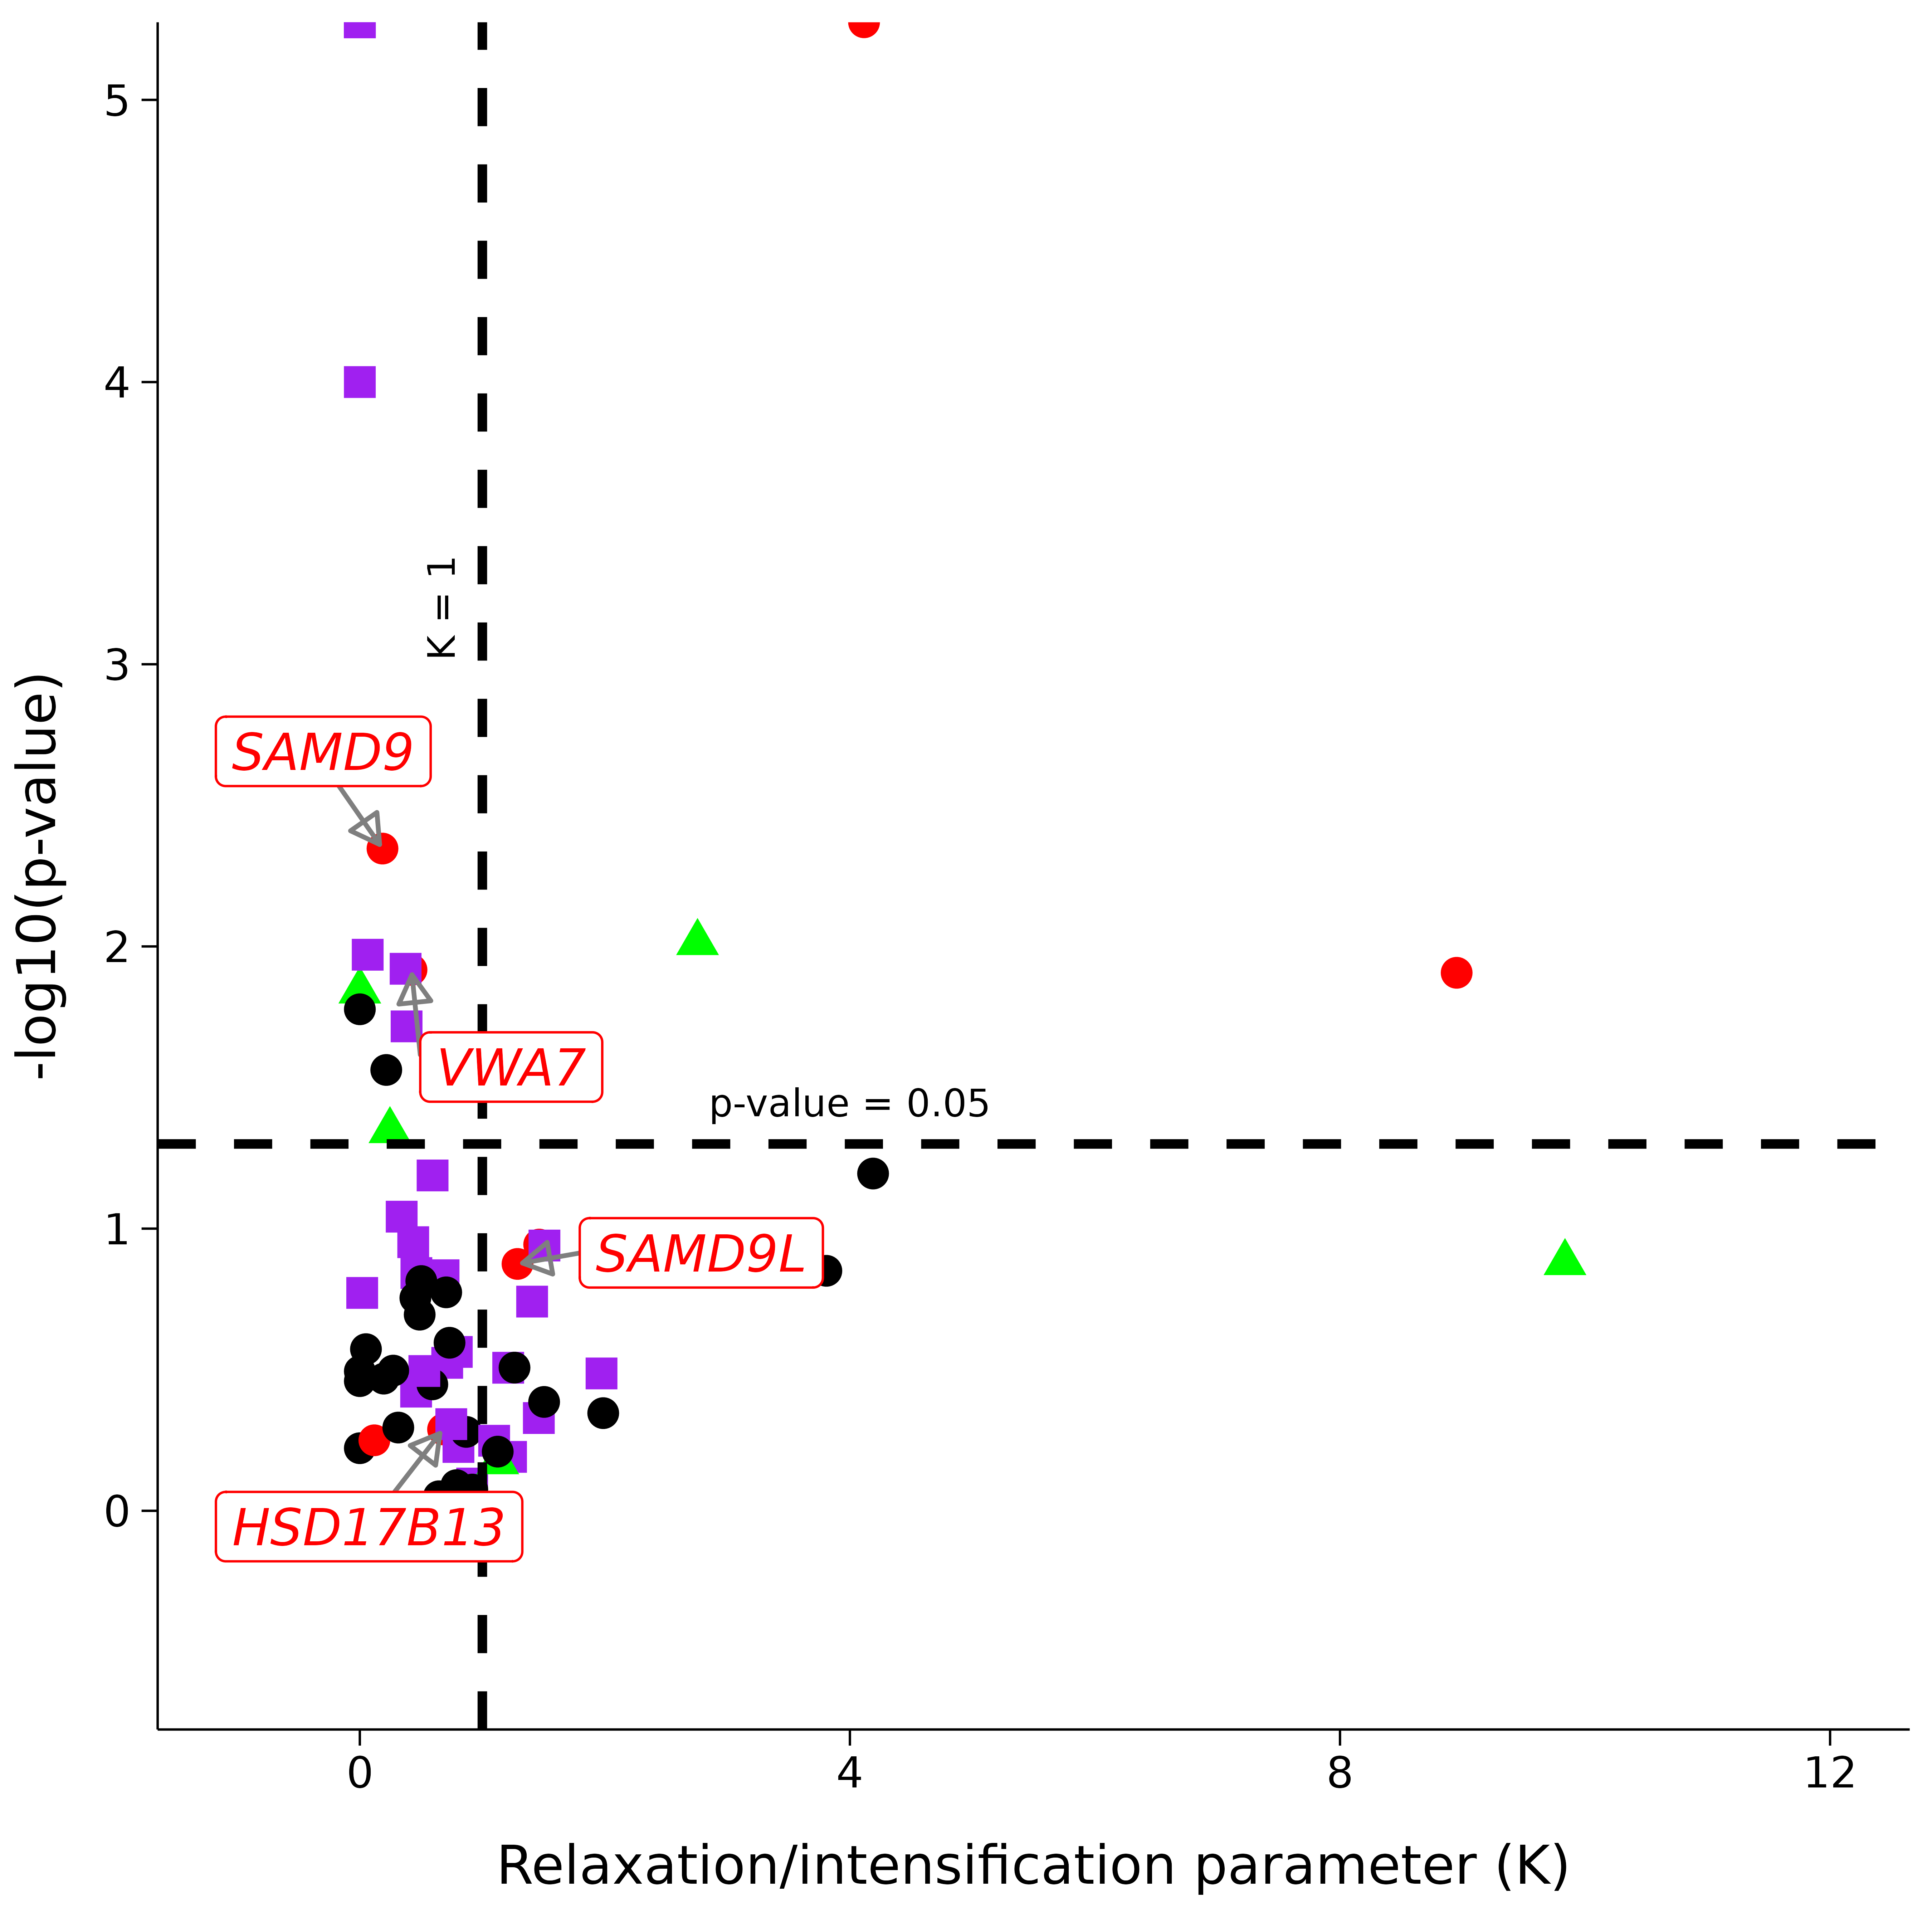 5
4
K = 1
3
-log10(p-value)
SAMD9
2
VWA7
p-value = 0.05
1
SAMD9L
0
HSD17B13
0 4 8 12
Relaxation/intensification parameter (K)